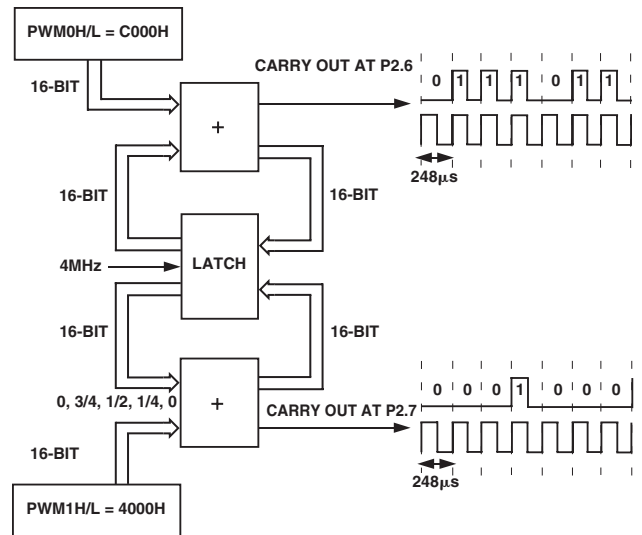 PWM0H/L = C000H
16-BIT
CARRY OUT AT P2.6
0 1 1 1 0 1 1
+
248μs
16-BIT
16-BIT
4MHz
LATCH
16-BIT
16-BIT
0, 3/4, 1/2, 1/4, 0
+
0 0 0 1 0 0 0
CARRY OUT AT P2.7
16-BIT
248μs
PWM1H/L = 4000H